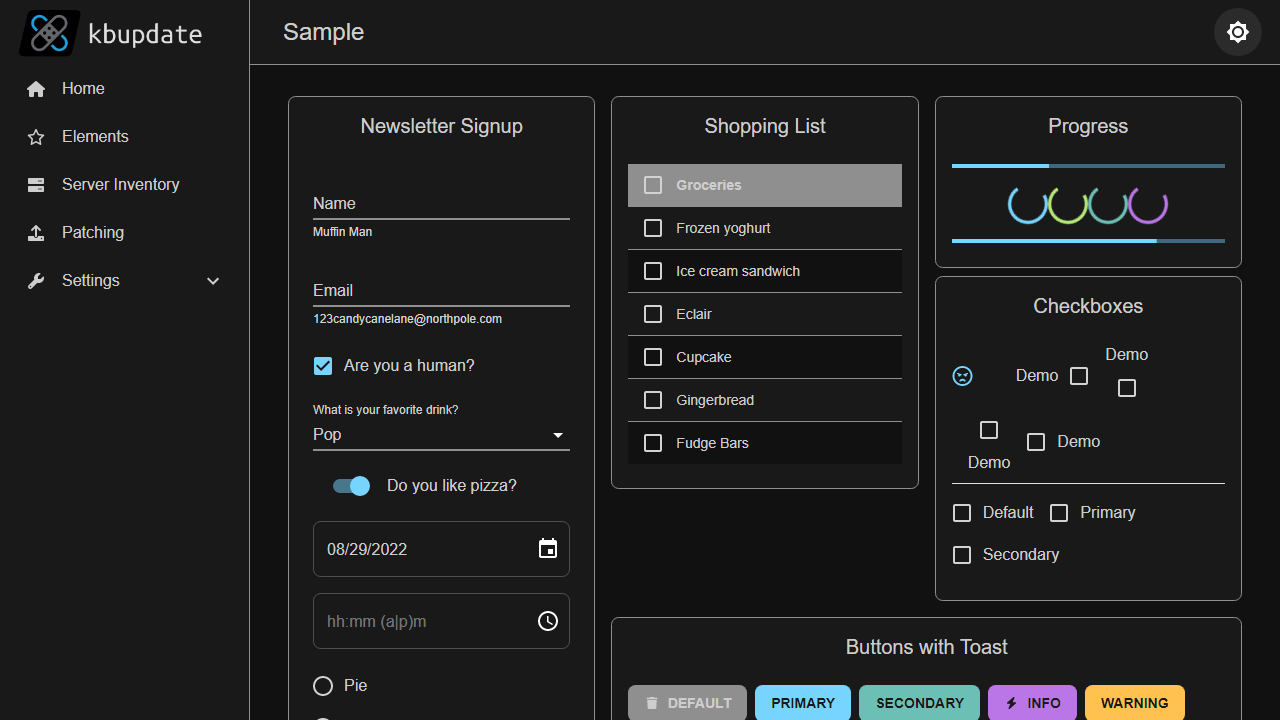 kbupdate
Home
Elements
Server Inventory
Patching
Settings
Sample
Newsletter Signup
Name
Muffin Man
Email
123candycanelane@northpole.com
Are you a human?
What is your favorite drink?
Pop
Do you like pizza?
08/29/2022
hh:mm (a|p)m
Pie
Shopping List
Groceries
Frozen yoghurt
Ice cream sandwich
Eclair
Cupcake
Gingerbread
Fudge Bars
Progress
Checkboxes
Demo
Demo
Demo
Demo
Default Primary
Secondary
Buttons with Toast
DEFAULT PRIMARY SECONDARY INFO WARNING